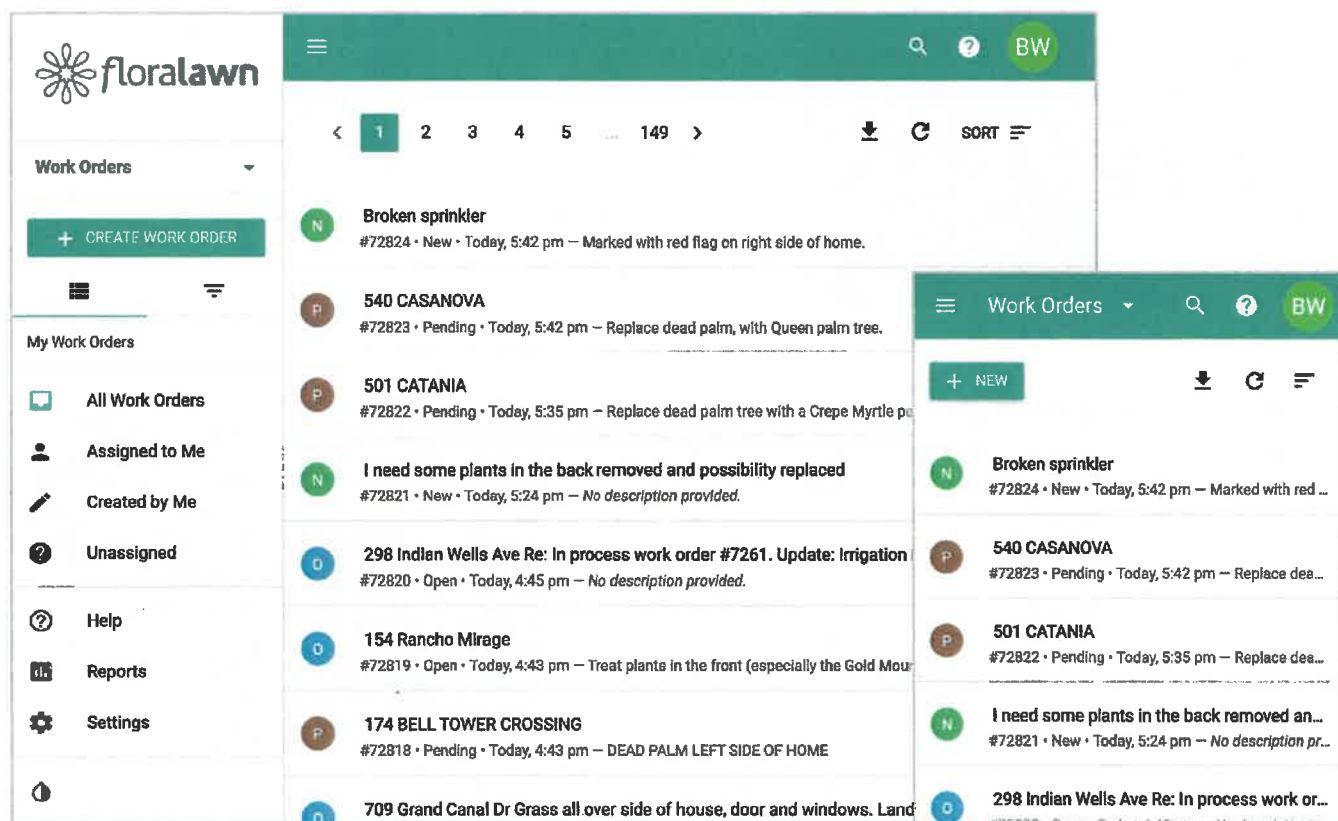 floralawn
Work Orders
+ CREATE WORK ORDER
My Work Orders
All Work Orders
Assigned to Me
Created by Me
Unassigned
Help
Reports
Settings
BW
1 2 3 4 5 ... 149
SORT
N
Broken sprinkler
#72824 • New • Today, 5:42 pm — Marked with red flag on right side of home.
P
540 CASANOVA
#72823 • Pending • Today, 5:42 pm — Replace dead palm, with Queen palm tree.
P
501 CATANIA
#72822 • Pending • Today, 5:35 pm — Replace dead palm tree with a Crepe Myrtle pu
N
I need some plants in the back removed and possibility replaced
#72821 • New • Today, 5:24 pm — No description provided.
O
298 Indian Wells Ave Re: In process work order #7261. Update: Irrigation
#72820 • Open • Today, 4:45 pm — No description provided.
O
154 Rancho Mirage
#72819 • Open • Today, 4:43 pm — Treat plants in the front (especially the Gold Mour
P
174 BELL TOWER CROSSING
#72818 • Pending • Today, 4:43 pm — DEAD PALM LEFT SIDE OF HOME
O
709 Grand Canal Dr Grass all over side of house, door and windows. Land
Work Orders
BW
+ NEW
N
Broken sprinkler
#72824 • New • Today, 5:42 pm — Marked with red ...
P
540 CASANOVA
#72823 • Pending • Today, 5:42 pm — Replace dea...
P
501 CATANIA
#72822 • Pending • Today, 5:35 pm — Replace dea...
N
I need some plants in the back removed an...
#72821 • New • Today, 5:24 pm — No description pr...
O
298 Indian Wells Ave Re: In process work or...